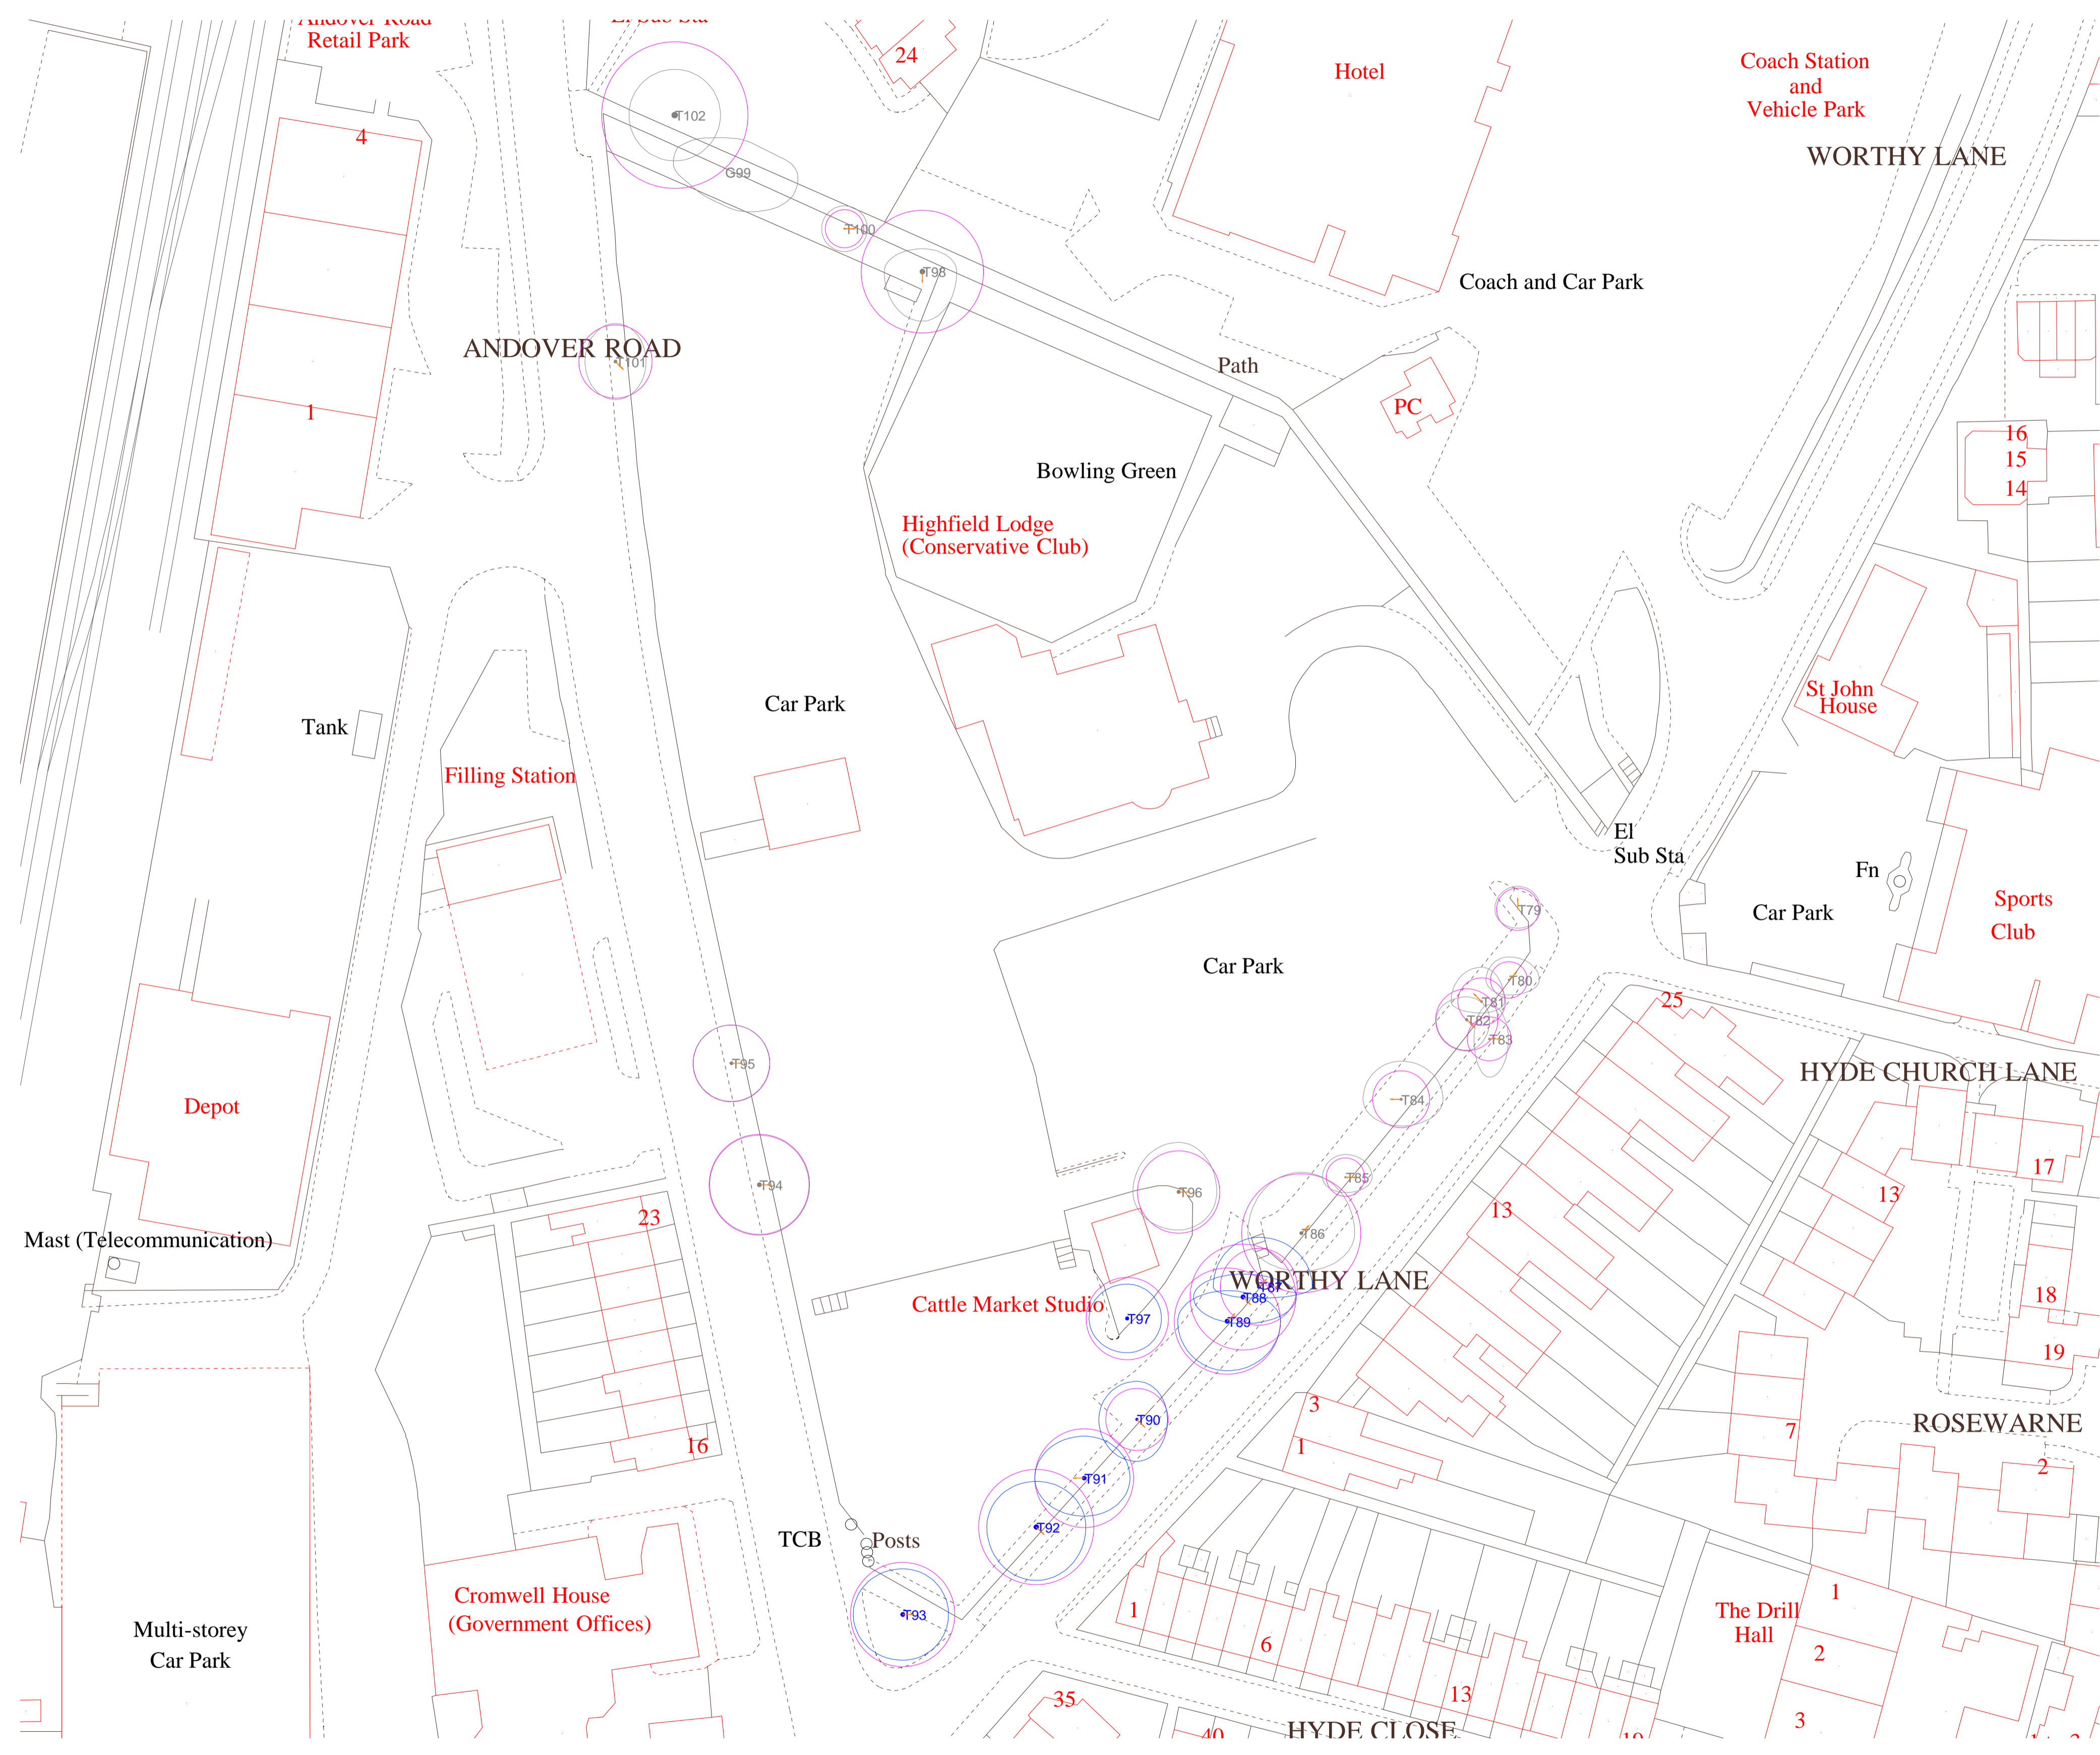 Andover Road
Retail Park
El Sub Sta
24
Hotel
Coach Station
and
Vehicle Park
WORTHY LANE
4
T102
G99
T100
T98
Coach and Car Park
ANDOVER ROAD
T101
Path
PC
1
Bowling Green
16
15
14
Highfield Lodge
(Conservative Club)
St John
House
Car Park
Tank
Filling Station
El
Sub Sta
Fn
Sports
Club
Car Park
T79
Car Park
T80
T81
T82
T83
25
T95
HYDE CHURCH LANE
Depot
T84
T85
T94
T96
17
13
13
23
T86
Mast (Telecommunication)
WORTHY LANE
T87
T88
T89
18
Cattle Market Studio
T97
19
3
T90
ROSEWARNE
7
16
1
2
T91
T92
TCB
Posts
Cromwell House
(Government Offices)
T93
1
6
13
The Drill
Hall
1
2
3
Multi-storey
Car Park
35
40
HYDE CLOSE